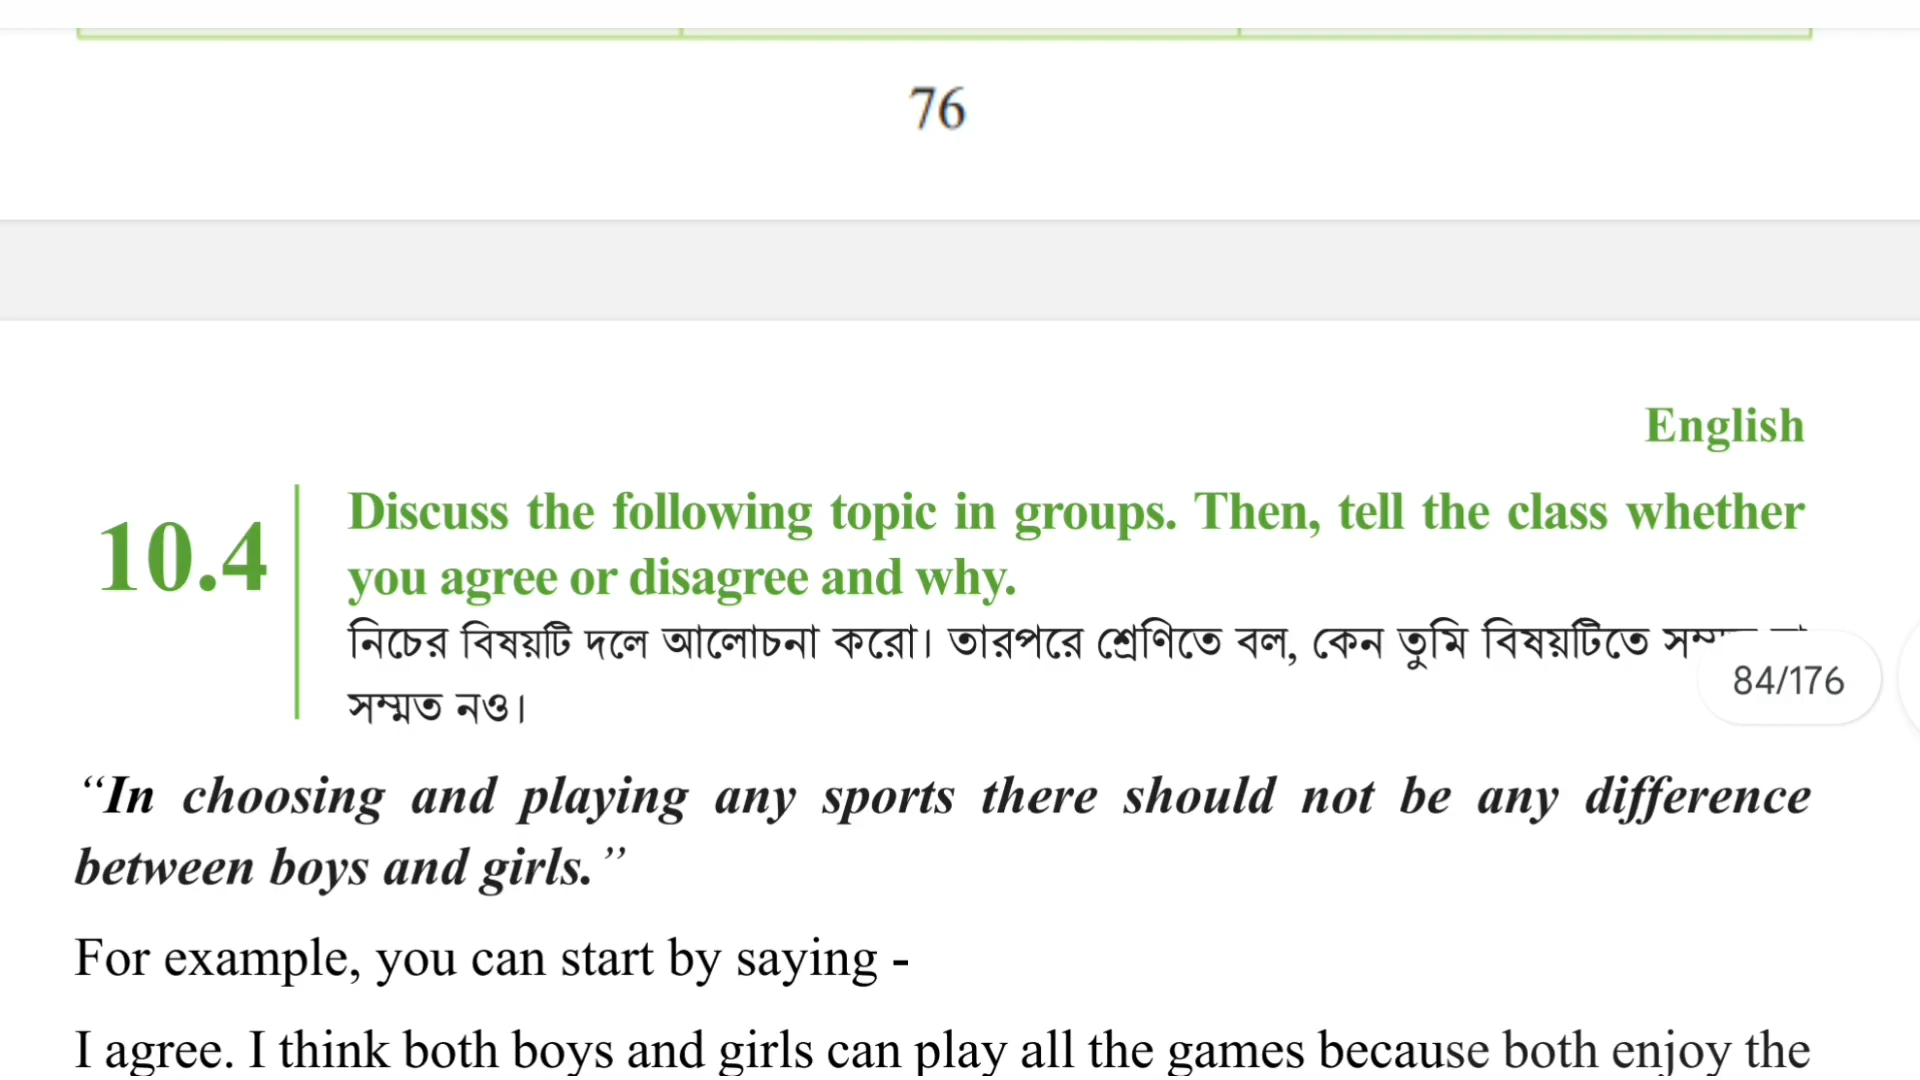 76
English
10.4
Discuss the following topic in groups. Then, tell the class whether
you agree or disagree and why.
নিচের বিষয়টি দলে আলোচনা করো। তারপরে শ্রেণিতে বল, কেন তুমি বিষয়টিতে
84/176
সম্মত নও।
“In choosing and playing any sports there should not be any difference
between boys and girls.”
For example, you can start by saying -
I agree. I think both boys and girls can play all the games because both enjoy the